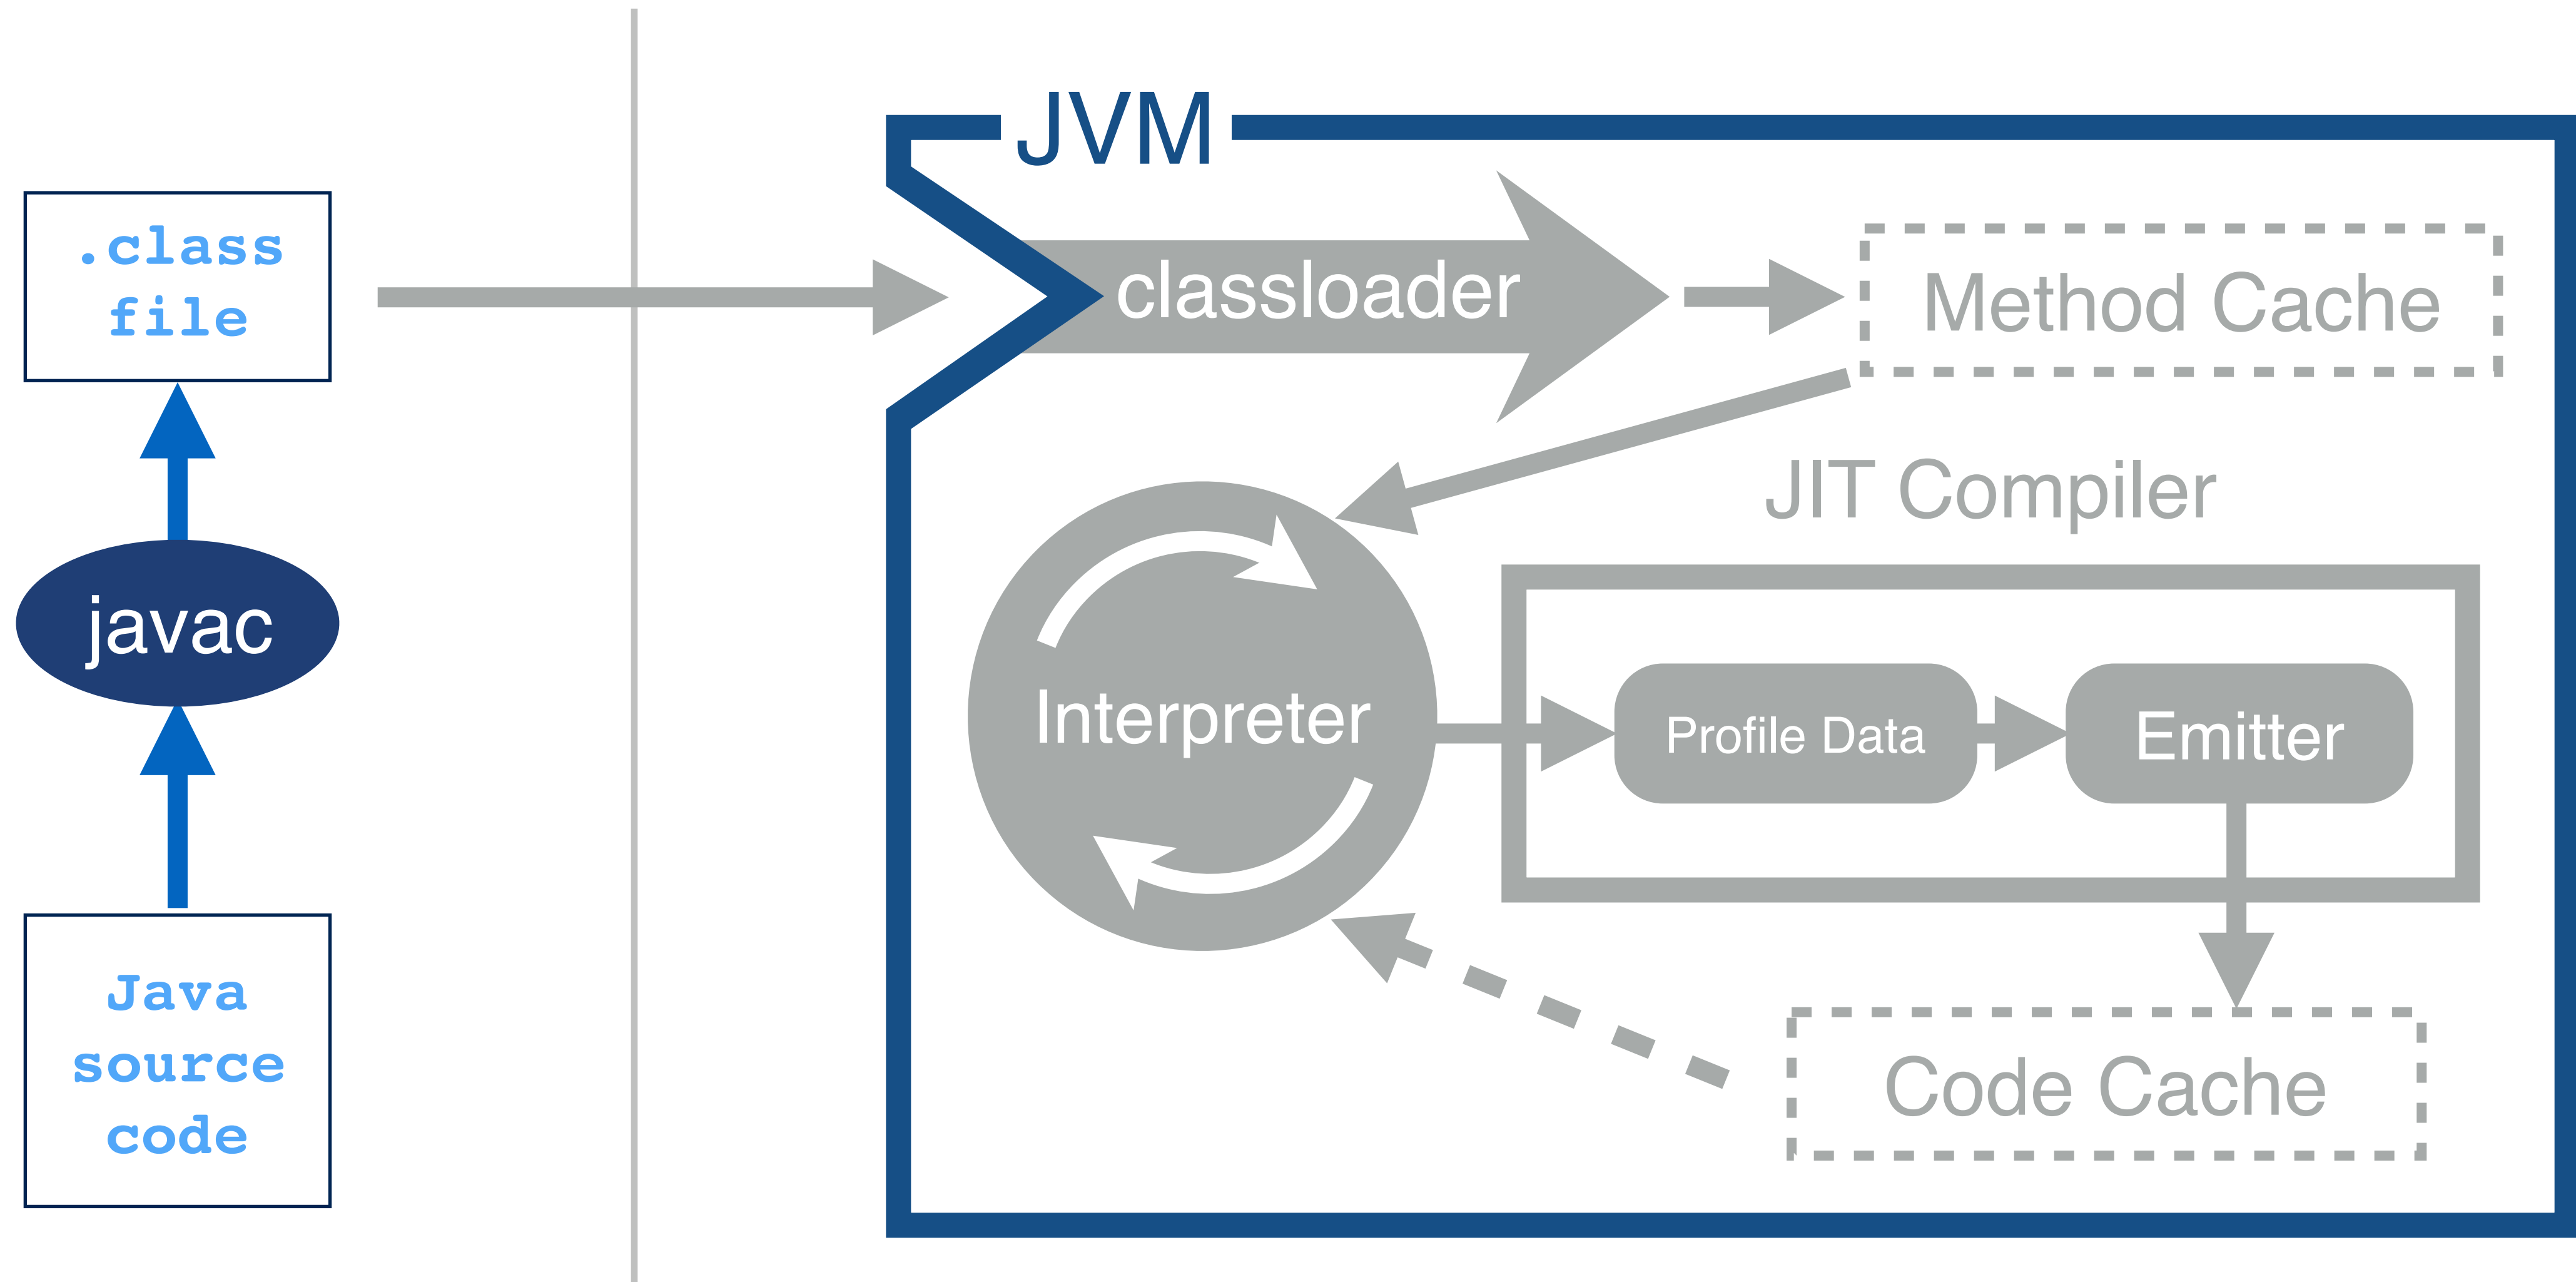 .class
file
javac
Java
source
code
JVM
classloader
Method Cache
JIT Compiler
Interpreter
Profile Data
Emitter
Code Cache